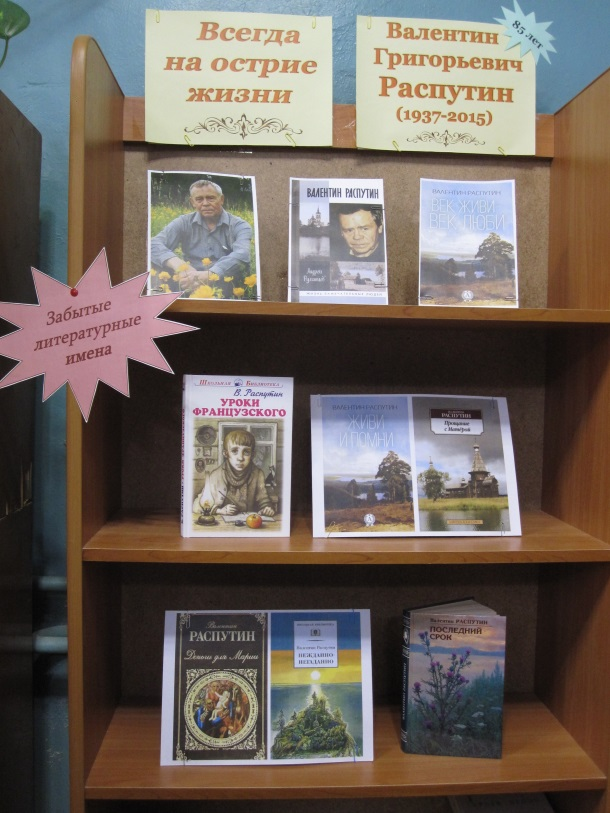 Всегда
на острие
жизни
Валентин
Григорьевич
Распутин
(1937-2015)
85 лет
Забытые
литературные
имена
ВАЛЕНТИН РАСПУТИН
ВАЛЕНТИН РАСПУТИН
ВЕК ЖИВИ
ВЕК ЛЮБИ
Школьная Библиотека
В. Распутин
УРОКИ
ФРАНЦУЗСКОГО
ВАЛЕНТИН РАСПУТИН
ЖИВИ
И ПОМНИ
ВАЛЕНТИН
РАСПУТИН
Прощание
с Матёрой
Валентин
РАСПУТИН
Деньги для Марии
Валентин Распутин
НЕЖДАННО-
НЕГАДАННО
Валентин РАСПУТИН
ПОСЛЕДНИЙ
СРОК